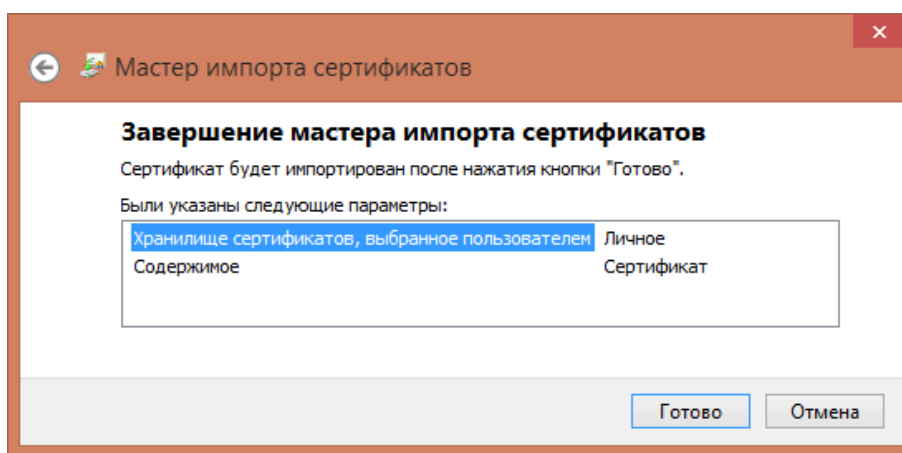 Мастер импорта сертификатов
Завершение мастера импорта сертификатов
Сертификат будет импортирован после нажатия кнопки "Готово".
Были указаны следующие параметры:
Хранилище сертификатов, выбранное пользователем Личное
Содержимое Сертификат
Готово Отмена